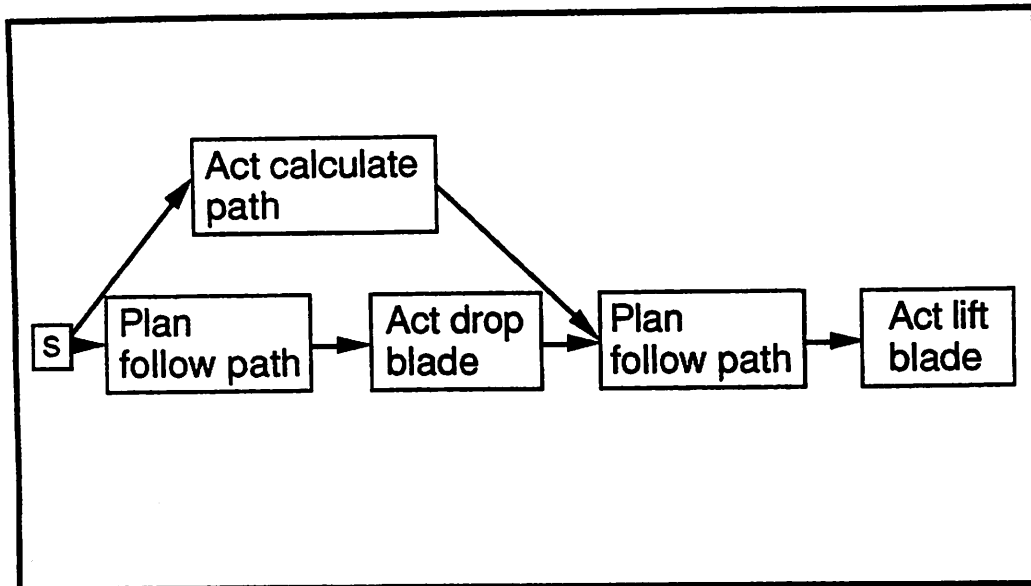 Act calculate
path
S
Plan
follow path
Act drop
blade
Plan
follow path
Act lift
blade